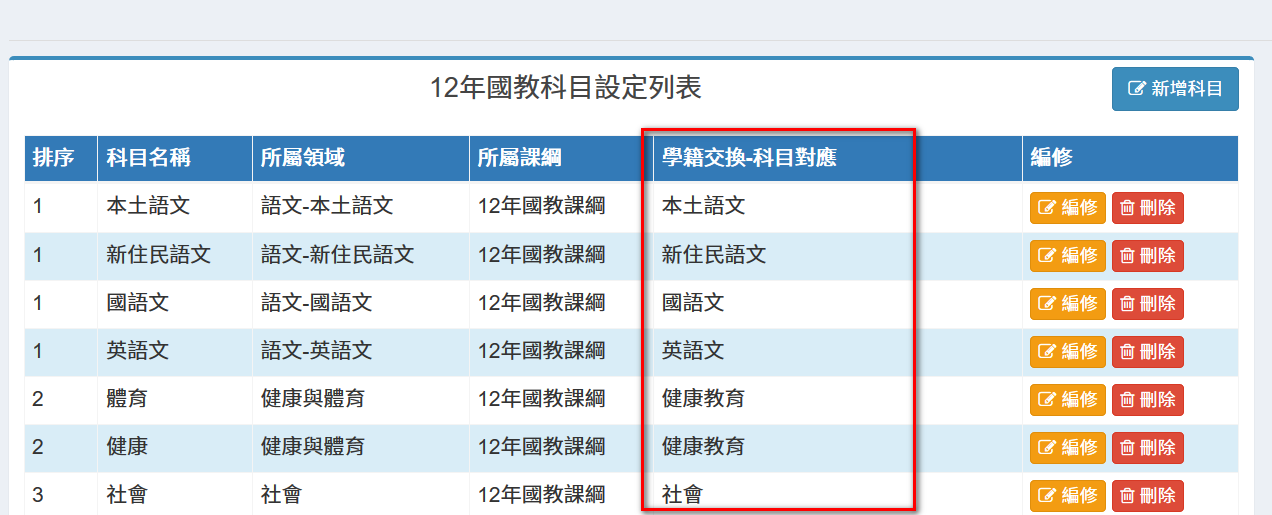 12年國教科目設定列表
新增科目
排序 科目名稱 所屬領域 所屬課綱 學籍交換-科目對應 編修
1 本土語文 語文-本土語文 12年國教課綱 本土語文 編修 刪除
1 新住民語文 語文-新住民語文 12年國教課綱 新住民語文 編修 刪除
1 國語文 語文-國語文 12年國教課綱 國語文 編修 刪除
1 英語文 語文-英語文 12年國教課綱 英語文 編修 刪除
2 體育 健康與體育 12年國教課綱 健康教育 編修 刪除
2 健康 健康與體育 12年國教課綱 健康教育 編修 刪除
3 社會 社會 12年國教課綱 社會 編修 刪除